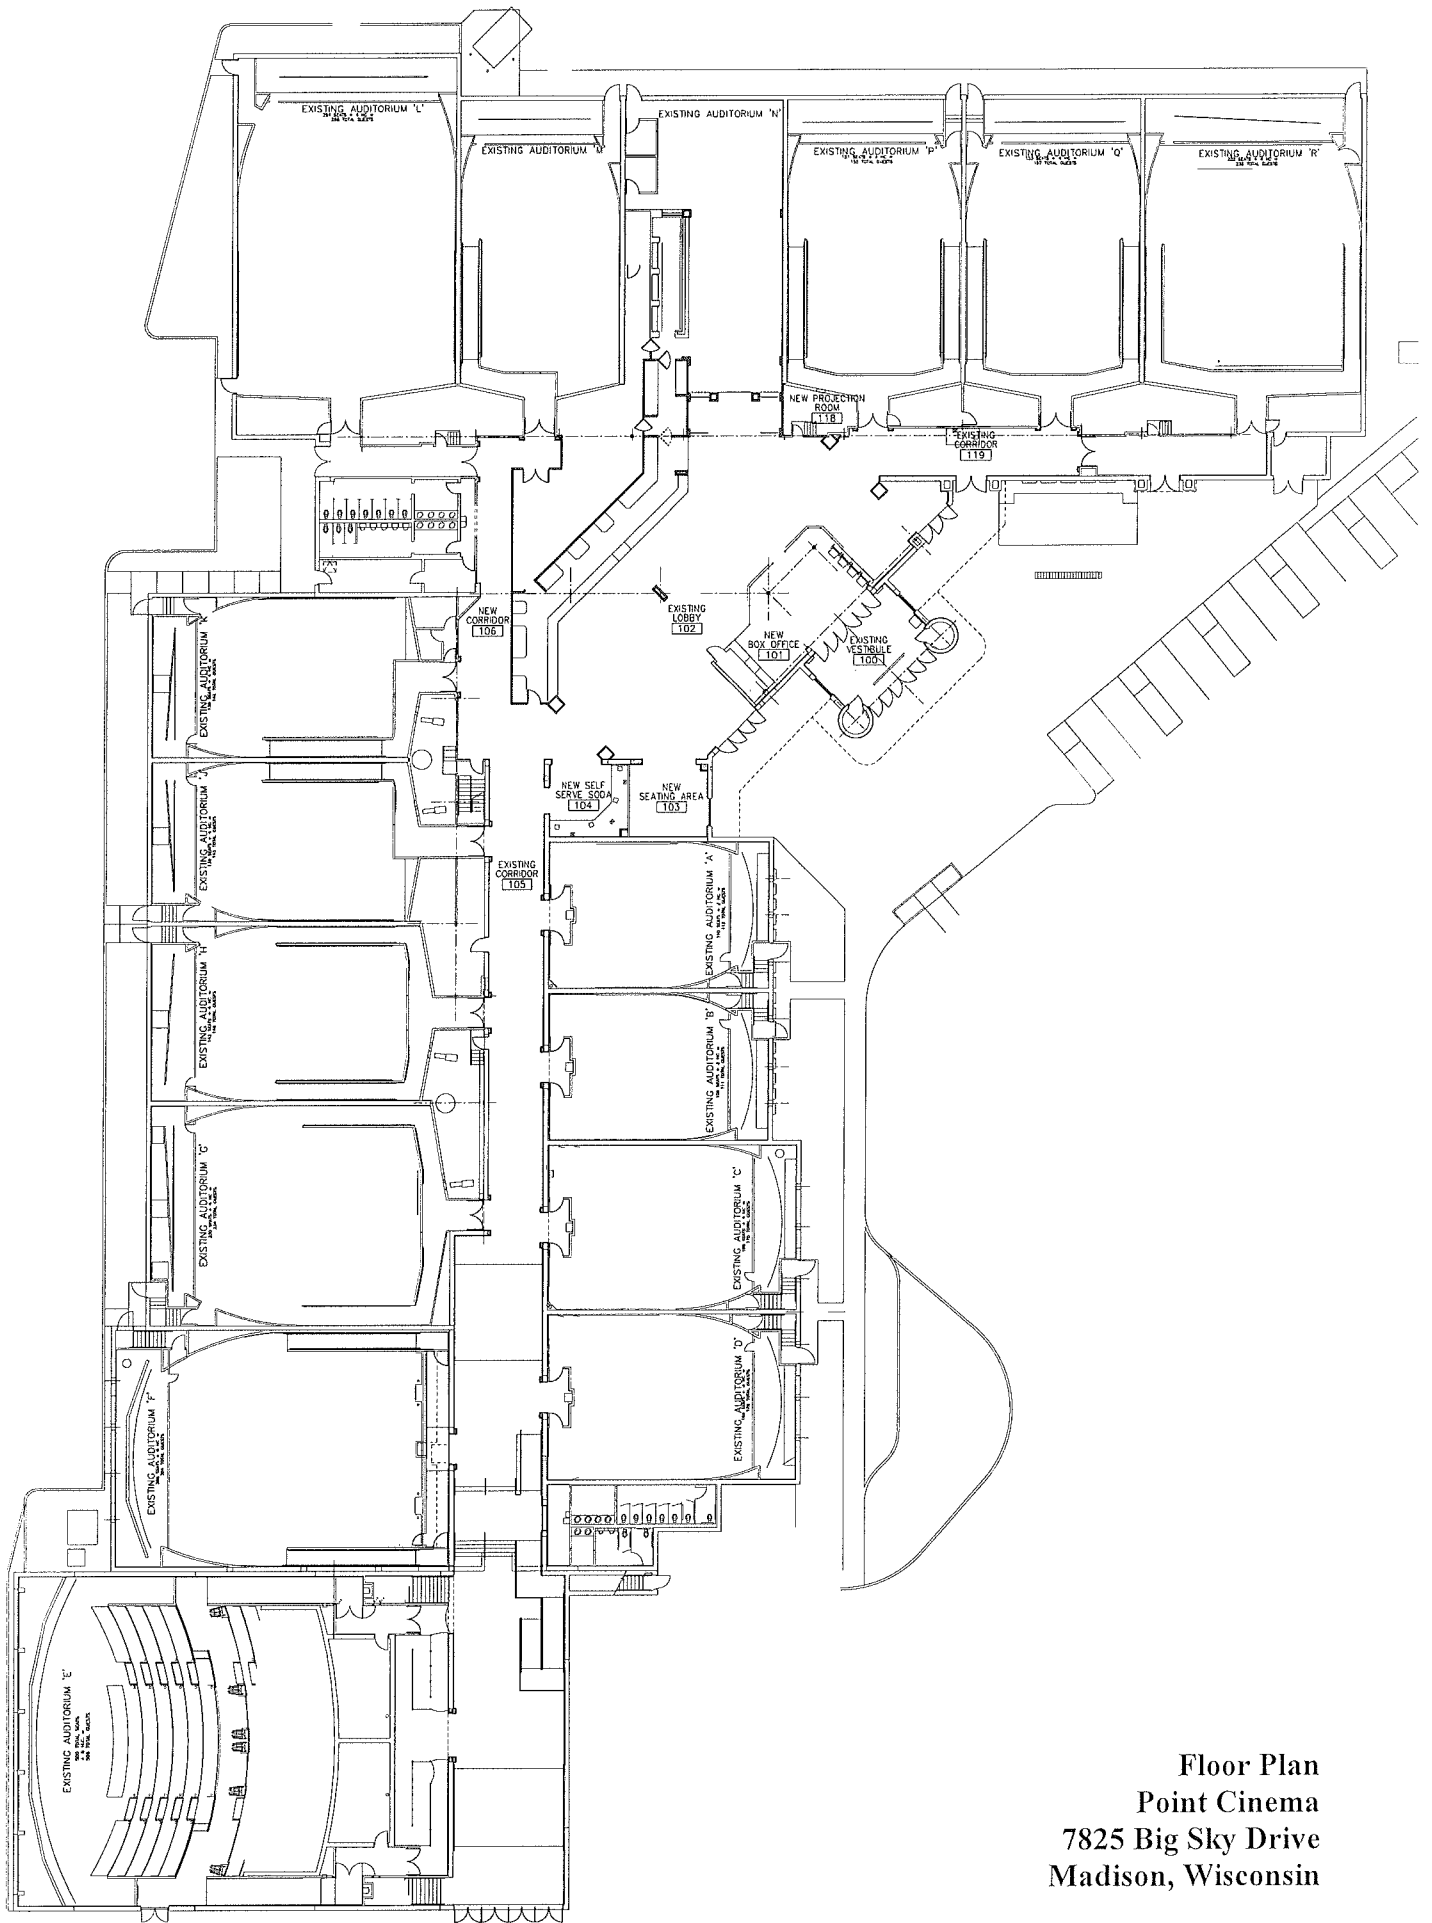 EXISTING AUDITORIUM 'L'
EXISTING AUDITORIUM 'M'
EXISTING AUDITORIUM 'N'
EXISTING AUDITORIUM 'P'
EXISTING AUDITORIUM 'Q'
EXISTING AUDITORIUM 'R'
NEW PROJECTION
ROOM
118
EXISTING
CORRIDOR
119
NEW
CORRIDOR
106
EXISTING
LOBBY
102
NEW
BOX OFFICE
101
EXISTING
VESTIBULE
100
NEW SELF
SERVE SODA
104
NEW
SEATING AREA
103
EXISTING
CORRIDOR
105
EXISTING AUDITORIUM 'K'
EXISTING AUDITORIUM 'J'
EXISTING AUDITORIUM 'H'
EXISTING AUDITORIUM 'G'
EXISTING AUDITORIUM 'F'
EXISTING AUDITORIUM 'E'
500 TOTAL SEATS
EXISTING AUDITORIUM 'A'
EXISTING AUDITORIUM 'B'
EXISTING AUDITORIUM 'C'
EXISTING AUDITORIUM 'D'
Floor Plan
Point Cinema
7825 Big Sky Drive
Madison, Wisconsin